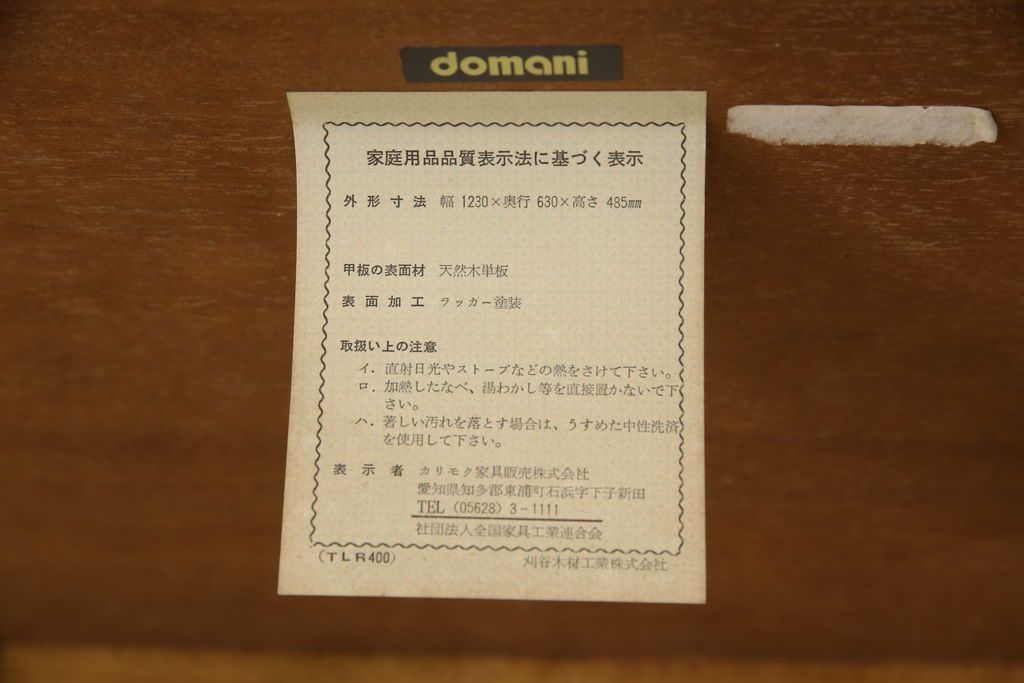 domani
家庭用品品質表示法に基づく表示
外形寸法 幅 1230×奥行 630×高さ 485mm
甲板の表面材 天然木単板
表面加工 ラッカー塗装
取扱い上の注意
イ. 直射日光やストーブなどの熱をさけて下さい。
ロ. 加熱したなべ、湯わかし等を直接置かないで下
さい。
ハ. 著しい汚れを落とす場合は、うすめた中性洗済
を使用して下さい。
表示者 カリモク家具販売株式会社
愛知県知多郡東浦町石浜字下子新田
TEL (05628) 3-1111
社団法人全国家具工業連合会
(TLR400) 刈谷木材工業株式会社